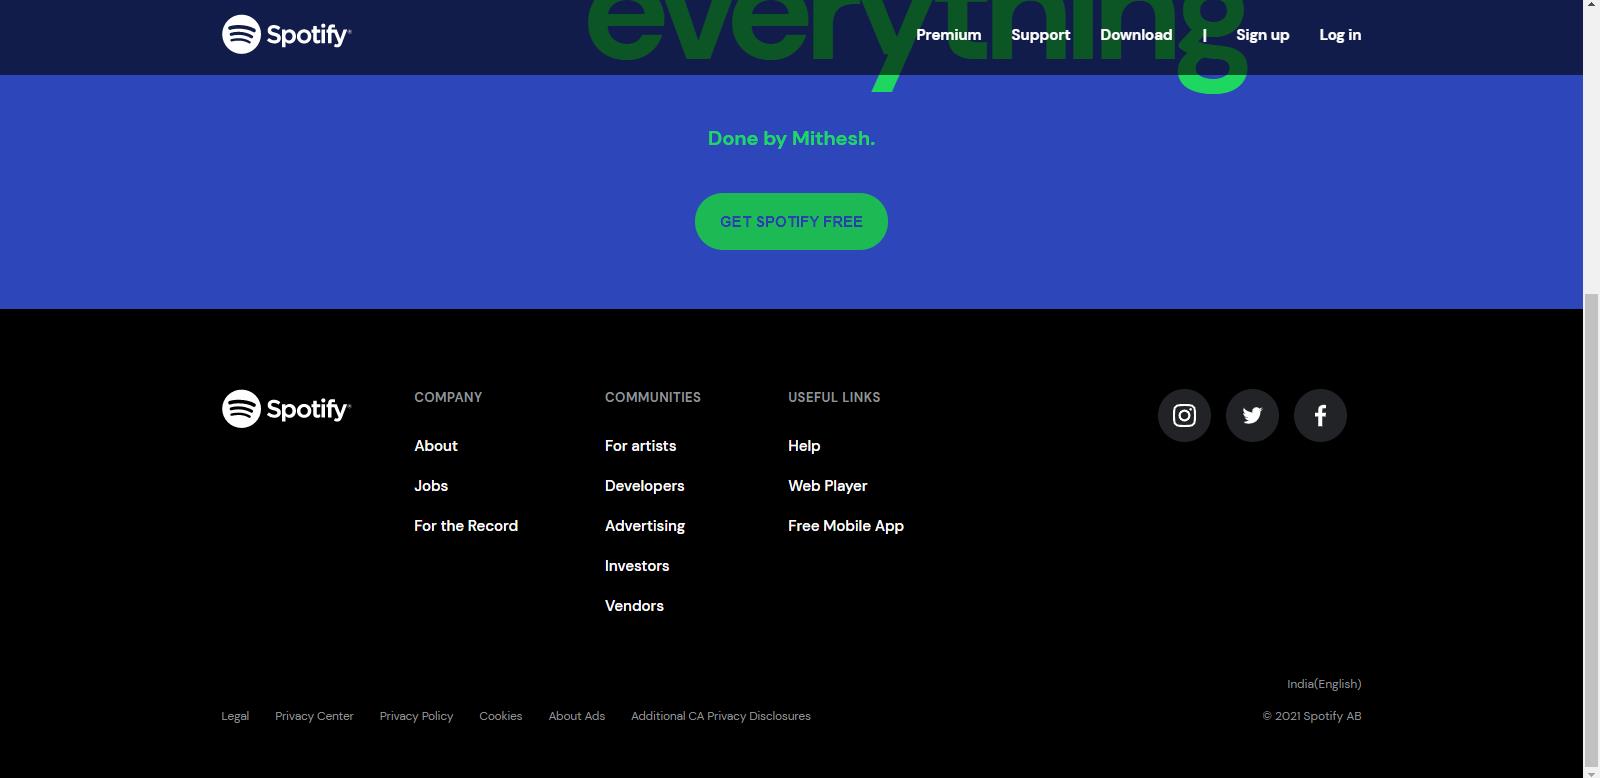 everything
Spotify®
Premium Support Download | Sign up Log in
Done by Mithesh.
GET SPOTIFY FREE
Spotify®
COMPANY
About
Jobs
For the Record
COMMUNITIES
For artists
Developers
Advertising
Investors
Vendors
USEFUL LINKS
Help
Web Player
Free Mobile App
India(English)
Legal Privacy Center Privacy Policy Cookies About Ads Additional CA Privacy Disclosures
© 2021 Spotify AB